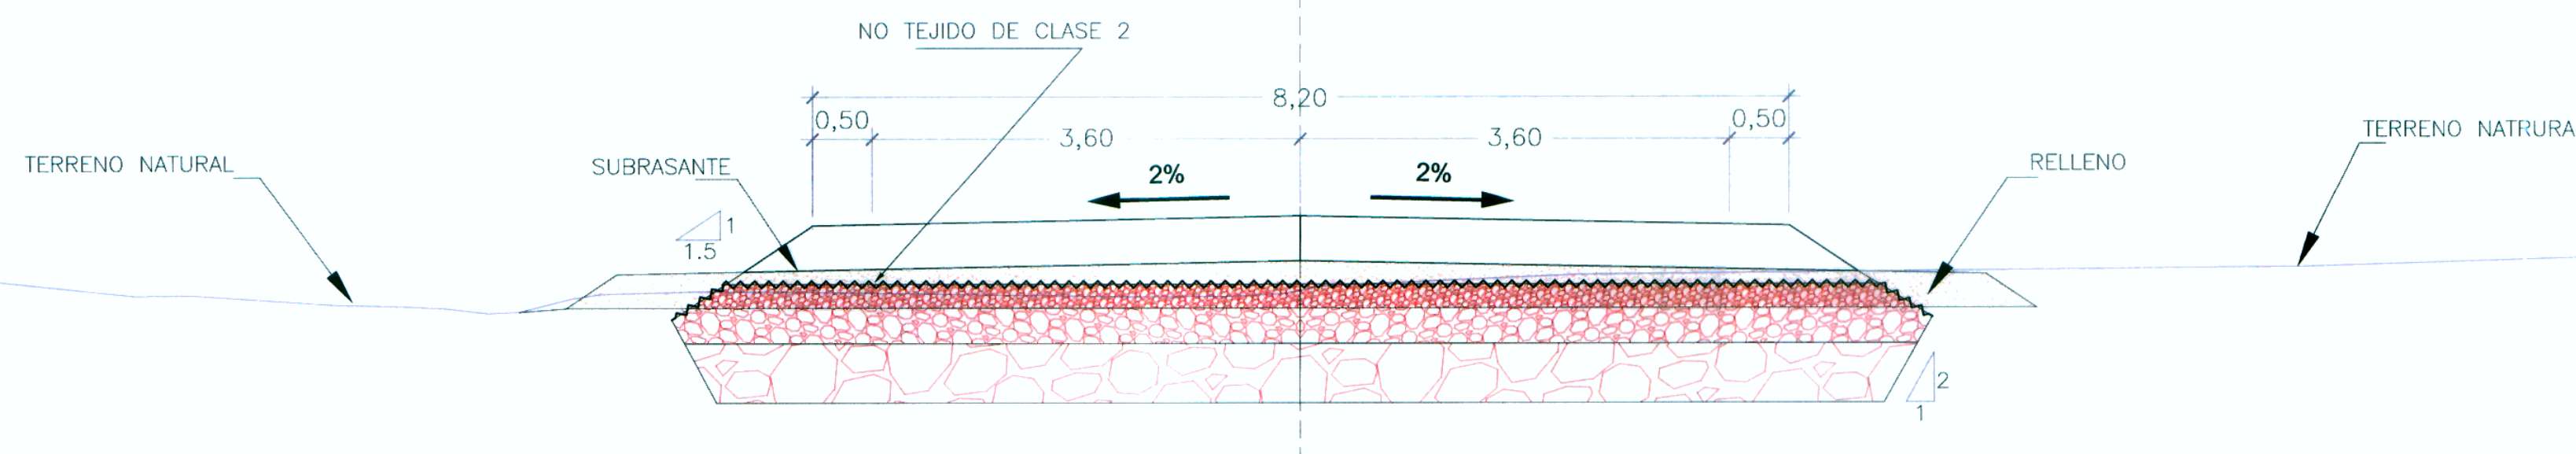 NO TEJIDO DE CLASE 2
8,20
0,50
3,60
3,60
0,50
TERRENO NATURAL
SUBRASANTE
2%
2%
RELLENO
TERRENO NATRURA
1
1.5
2
1